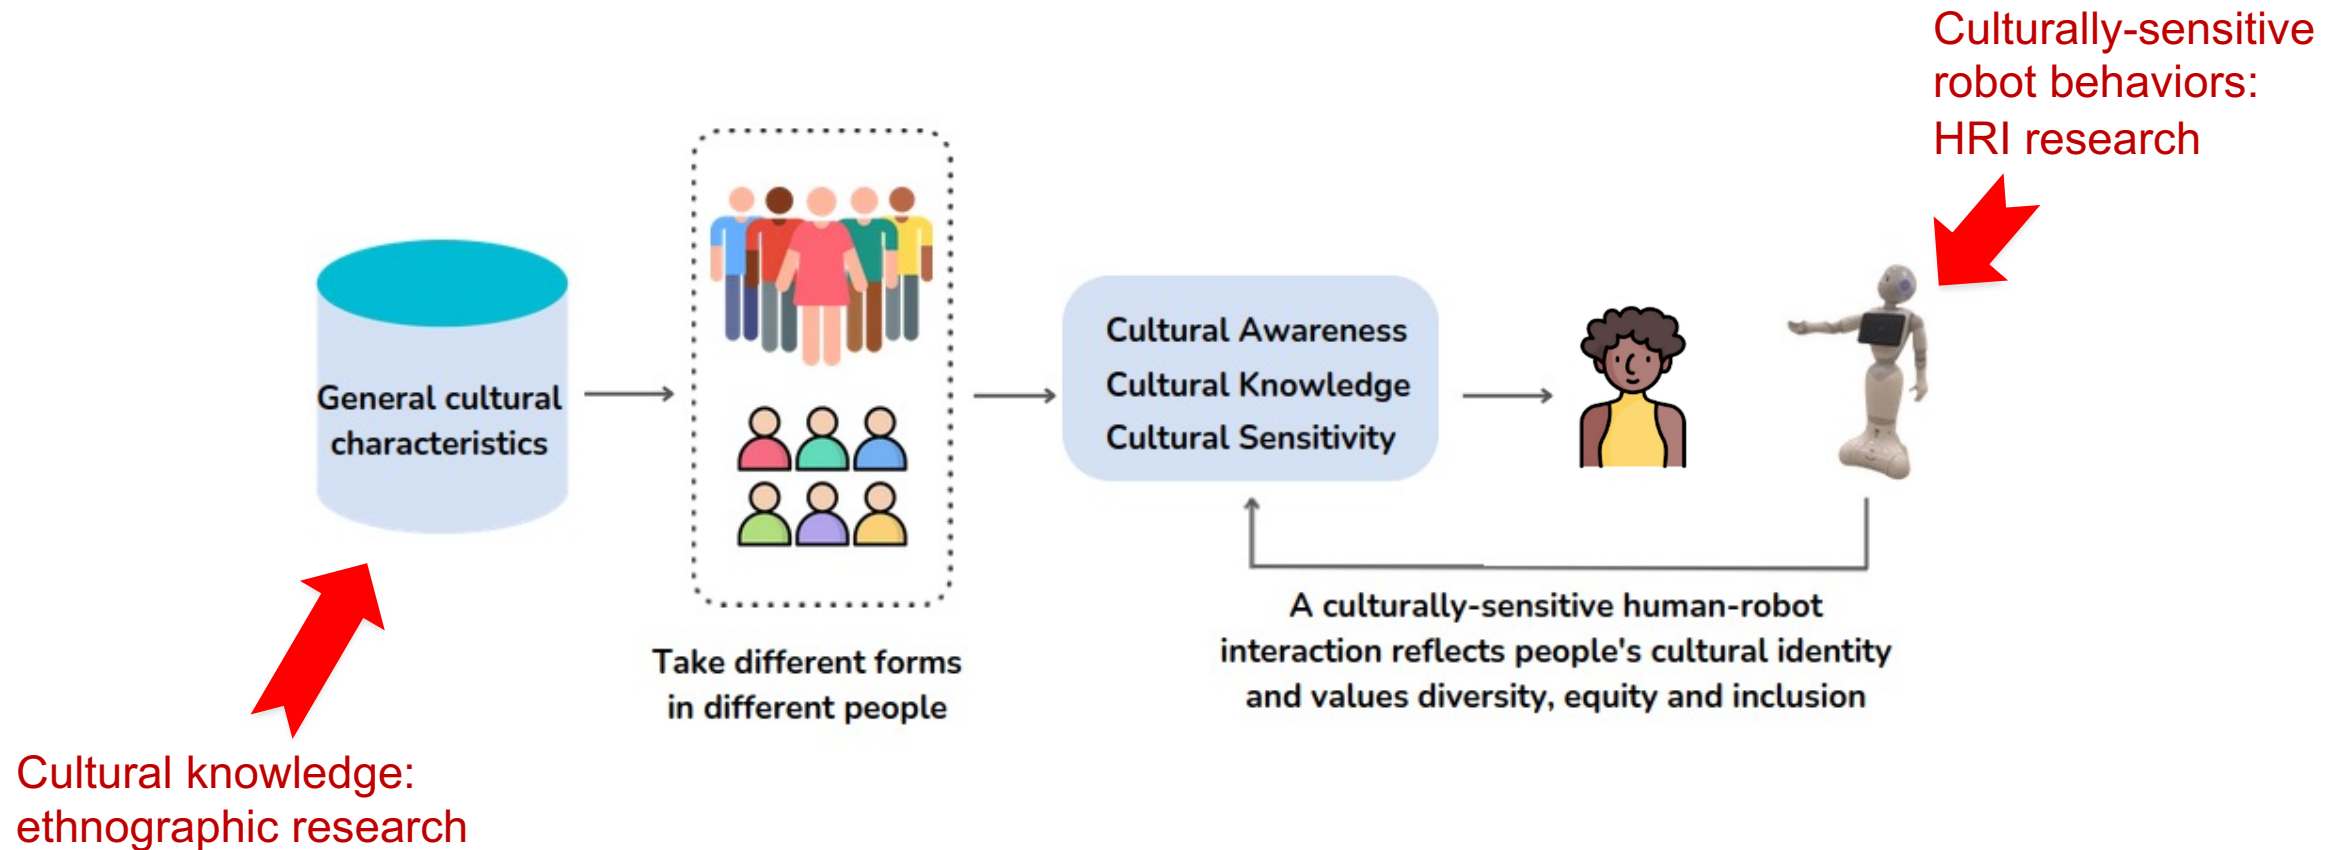 Culturally-sensitive
robot behaviors:
HRI research
General cultural
characteristics
Take different forms
in different people
Cultural Awareness
Cultural Knowledge
Cultural Sensitivity
A culturally-sensitive human-robot
interaction reflects people's cultural identity
and values diversity, equity and inclusion
Cultural knowledge:
ethnographic research